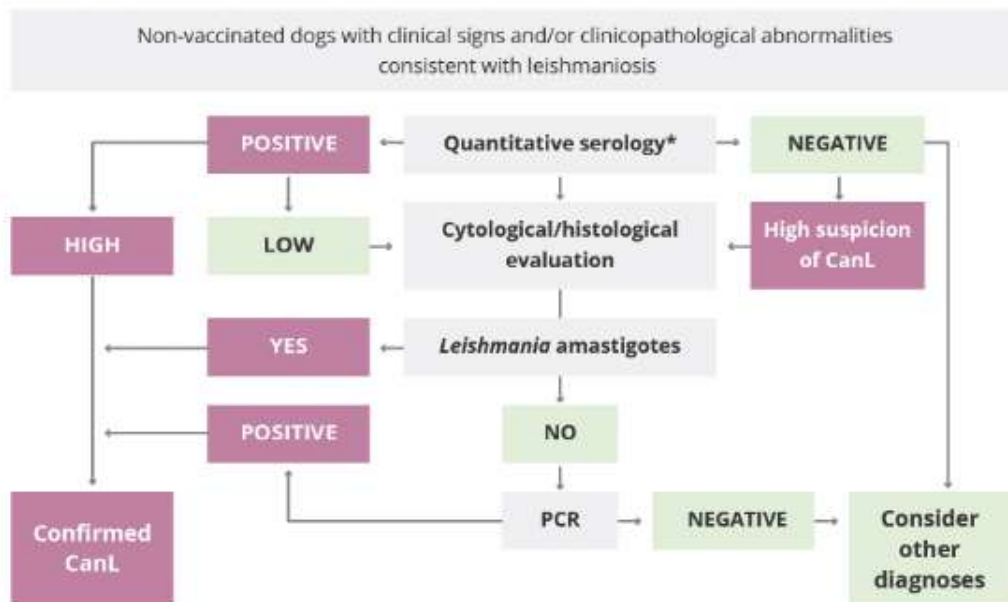 Non-vaccinated dogs with clinical signs and/or clinicopathological abnormalities
consistent with leishmaniosis
POSITIVE
Quantitative serology*
NEGATIVE
HIGH
LOW
Cytological/histological
evaluation
High suspicion
of CanL
YES
Leishmania amastigotes
POSITIVE
NO
Confirmed
CanL
PCR
NEGATIVE
Consider
other
diagnoses